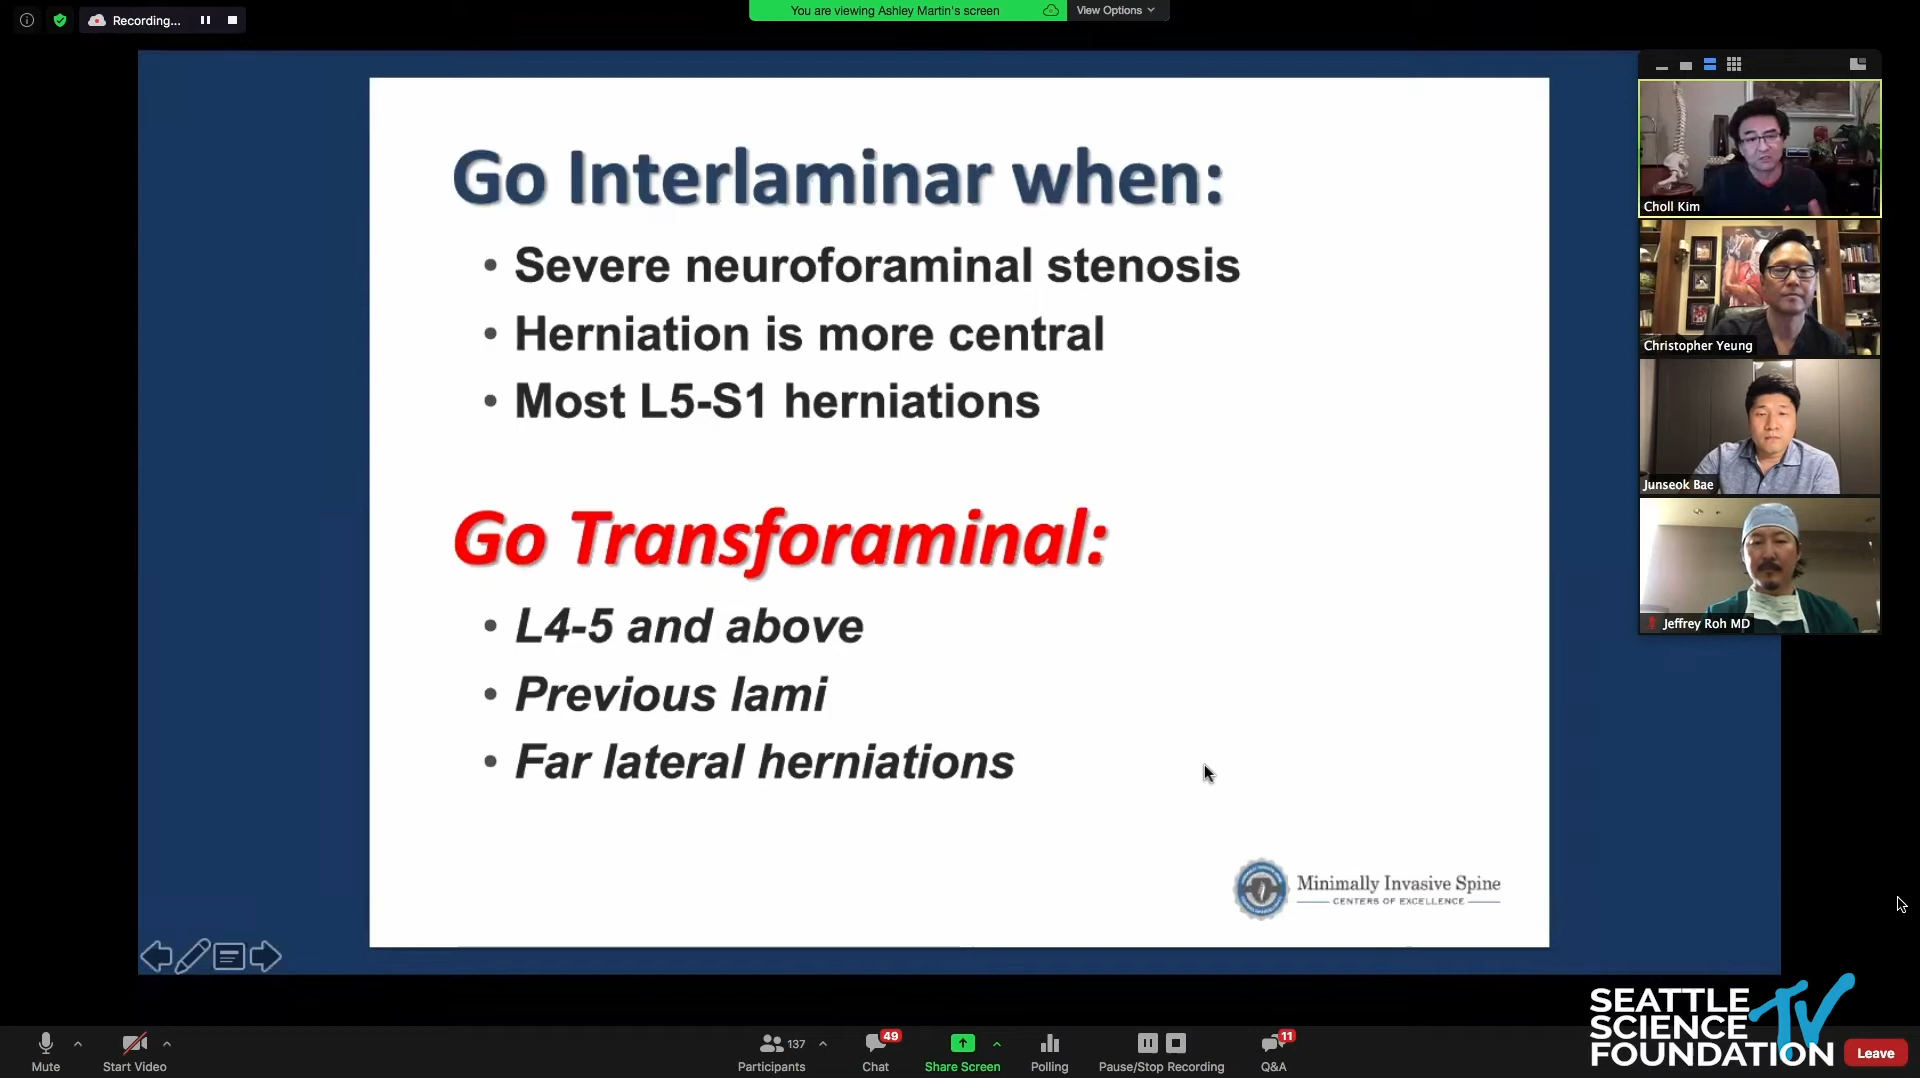 Recording...
You are viewing Ashley Martin's screen
View Options
Go Interlaminar when:
• Severe neuroforaminal stenosis
• Herniation is more central
• Most L5-S1 herniations
Go Transforaminal:
• L4-5 and above
• Previous lami
• Far lateral herniations
Minimally Invasive Spine
CENTERS OF EXCELLENCE
Choll Kim
Christopher Yeung
Junseok Bae
Jeffrey Roh MD
SEATTLE
SCIENCE
FOUNDATION
TV
Mute
Start Video
137
Participants
49
Chat
Share Screen
Polling
Pause/Stop Recording
11
Q&A
Leave